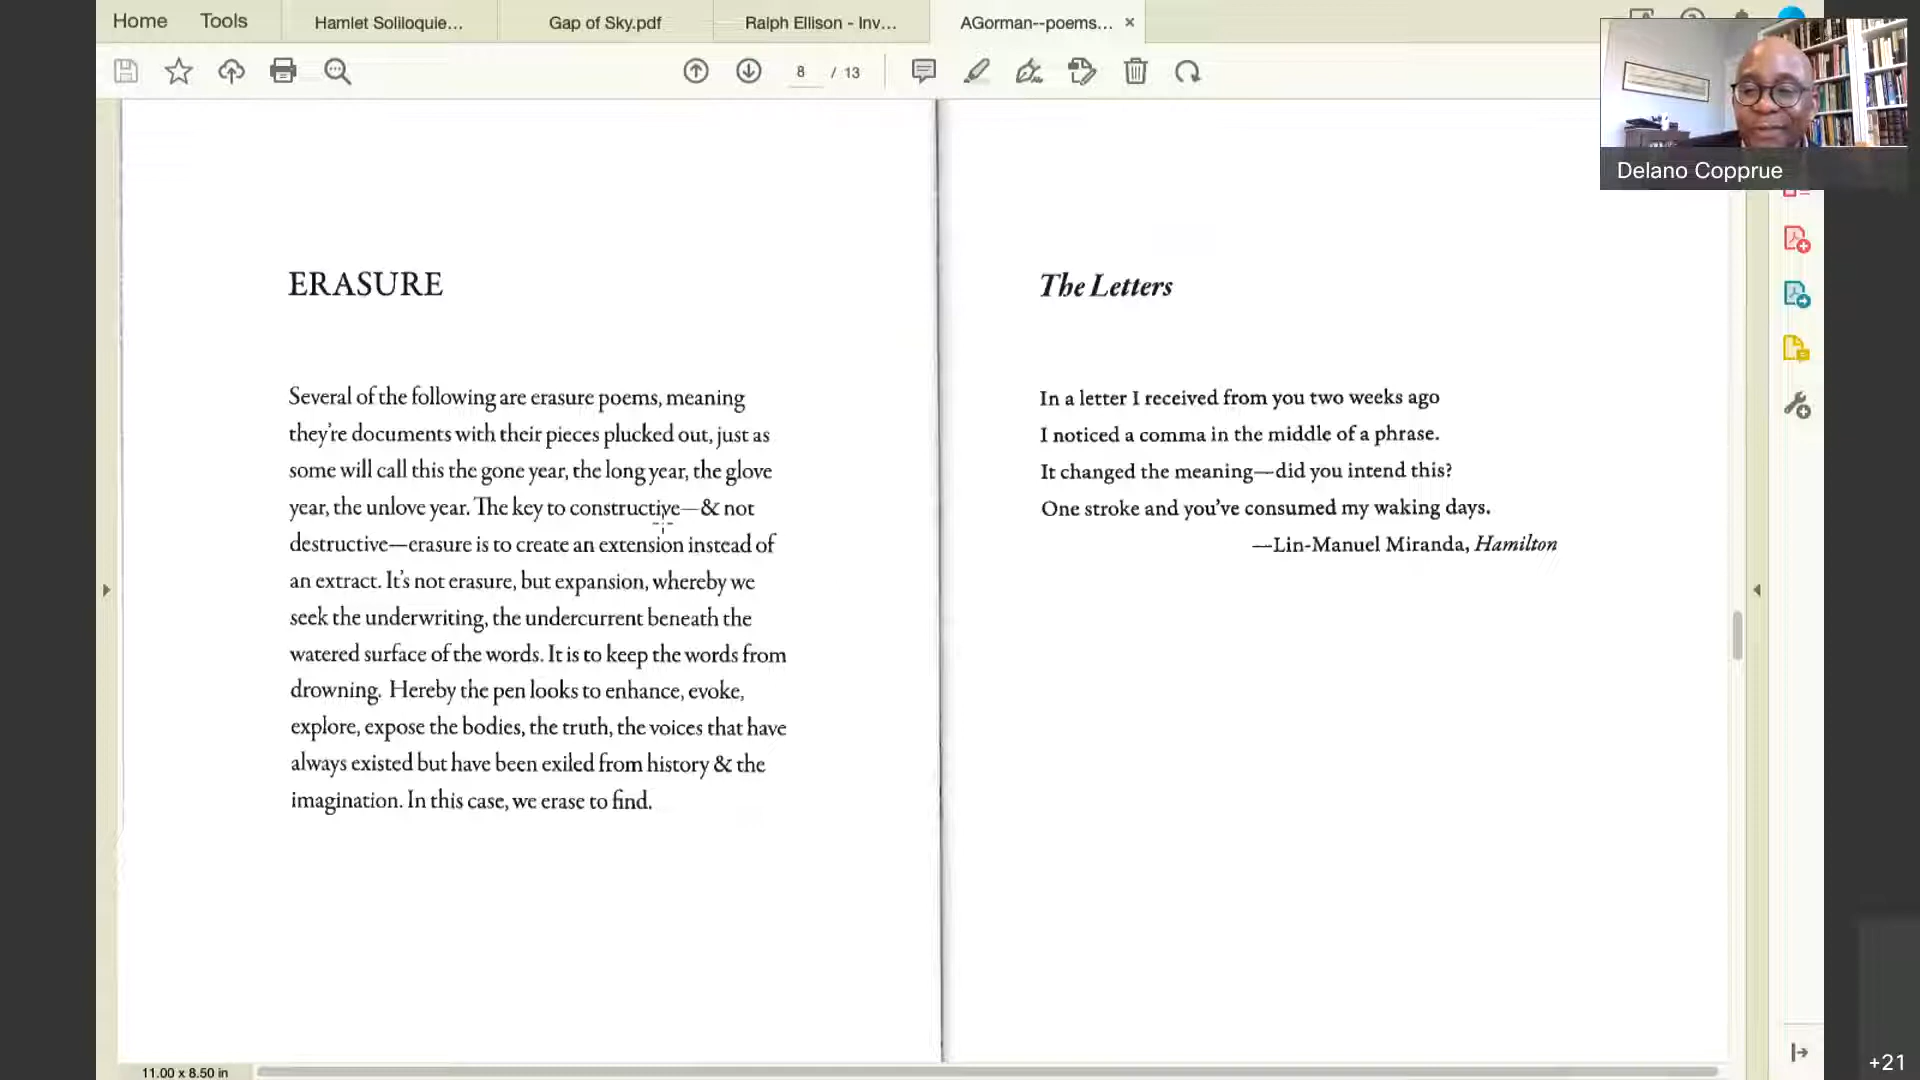 Home Tools Hamlet Soliloquie... Gap of Sky.pdf Ralph Ellison - Inv... AGorman--poems... ×
8 / 13
Delano Copprue
ERASURE
Several of the following are erasure poems, meaning
they're documents with their pieces plucked out, just as
some will call this the gone year, the long year, the glove
year, the unlove year. The key to constructive—& not
destructive—erasure is to create an extension instead of
an extract. It's not erasure, but expansion, whereby we
seek the underwriting, the undercurrent beneath the
watered surface of the words. It is to keep the words from
drowning. Hereby the pen looks to enhance, evoke,
explore, expose the bodies, the truth, the voices that have
always existed but have been exiled from history & the
imagination. In this case, we erase to find.
The Letters
In a letter I received from you two weeks ago
I noticed a comma in the middle of a phrase.
It changed the meaning—did you intend this?
One stroke and you've consumed my waking days.
—Lin-Manuel Miranda, Hamilton
11.00 x 8.50 in
+21